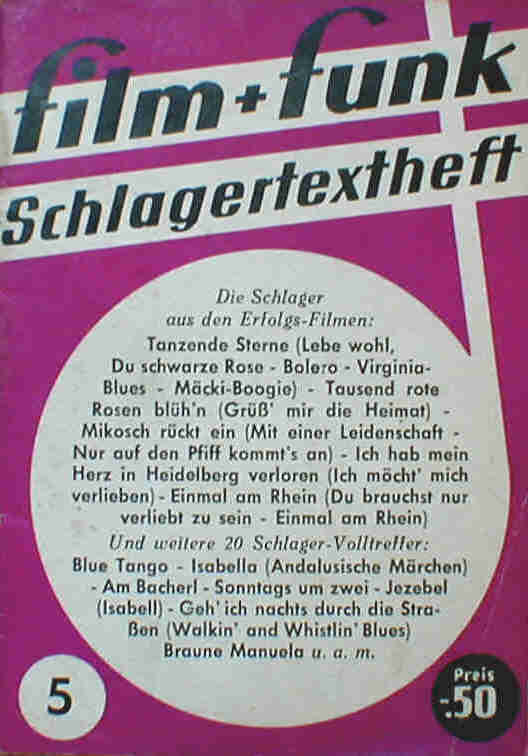 film + funk
Schlagertextheft
Die Schlager
aus den Erfolgs-Filmen:
Tanzende Sterne (Lebe wohl,
Du schwarze Rose - Bolero - Virginia-
Blues - Mäcki-Boogie) - Tausend rote
Rosen blüh'n (Grüß' mir die Heimat) -
Mikosch rückt ein (Mit einer Leidenschaft -
Nur auf den Pfiff kommt's an) - Ich hab mein
Herz in Heidelberg verloren (Ich möcht' mich
verlieben) - Einmal am Rhein (Du brauchst nur
verliebt zu sein - Einmal am Rhein)
Und weitere 20 Schlager-Volltreffer:
Blue Tango - Isabella (Andalusische Märchen)
- Am Bacherl - Sonntags um zwei - Jezebel
(Isabell) - Geh' ich nachts durch die Stra-
ßen (Walkin' and Whistlin' Blues)
Braune Manuela u. a. m.
5
Preis
-.50